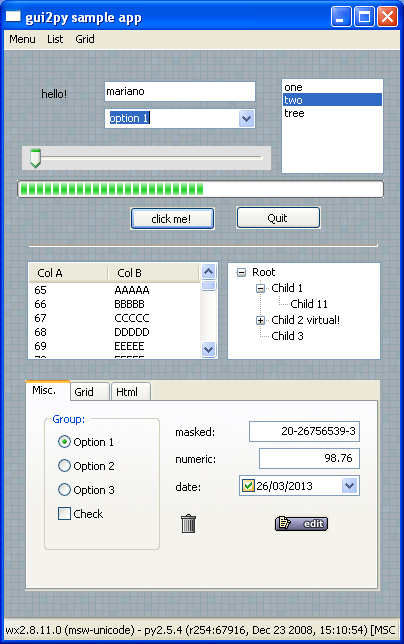 gui2py sample app
Menu List Grid
hello!
mariano
option 1
one
two
tree
click me! Quit
Col A Col B
65 AAAAA
66 BBBBB
67 CCCCC
68 DDDDD
69 EEEEE
Root
Child 1
Child 11
Child 2 virtual!
Child 3
Misc. Grid Html
Group:
Option 1
Option 2
Option 3
Check
masked: 20-26756539-3
numeric: 98.76
date: 26/03/2013
edit
wx2.8.11.0 (msw-unicode) - py2.5.4 (r254:67916, Dec 23 2008, 15:10:54) [MSC